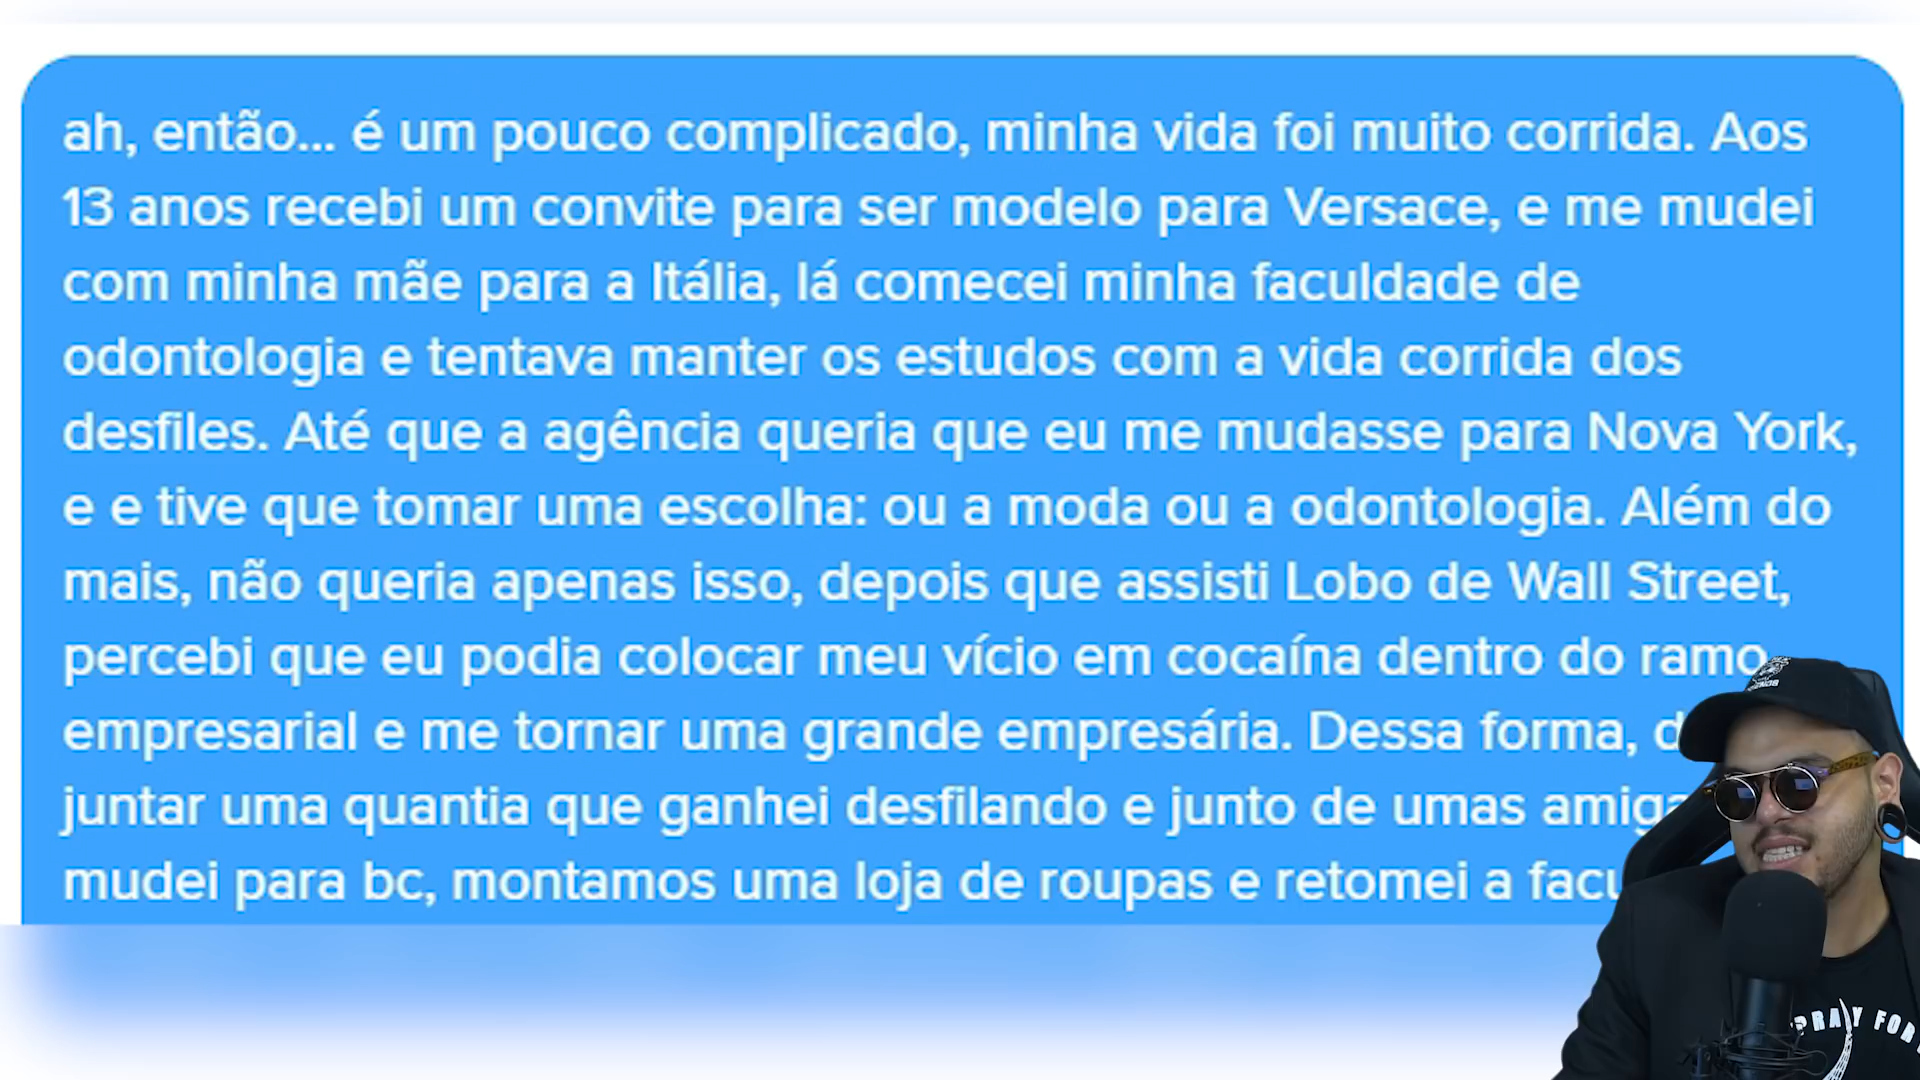 ah, então... é um pouco complicado, minha vida foi muito corrida. Aos
13 anos recebi um convite para ser modelo para Versace, e me mudei
com minha mãe para a Itália, lá comecei minha faculdade de
odontologia e tentava manter os estudos com a vida corrida dos
desfiles. Até que a agência queria que eu me mudasse para Nova York,
e e tive que tomar uma escolha: ou a moda ou a odontologia. Além do
mais, não queria apenas isso, depois que assisti Lobo de Wall Street,
percebi que eu podia colocar meu vício em cocaína dentro do ramo
empresarial e me tornar uma grande empresária. Dessa forma,
juntar uma quantia que ganhei desfilando e junto de umas
mudei para bc, montamos uma loja de roupas e retomei a
PRAY FOR